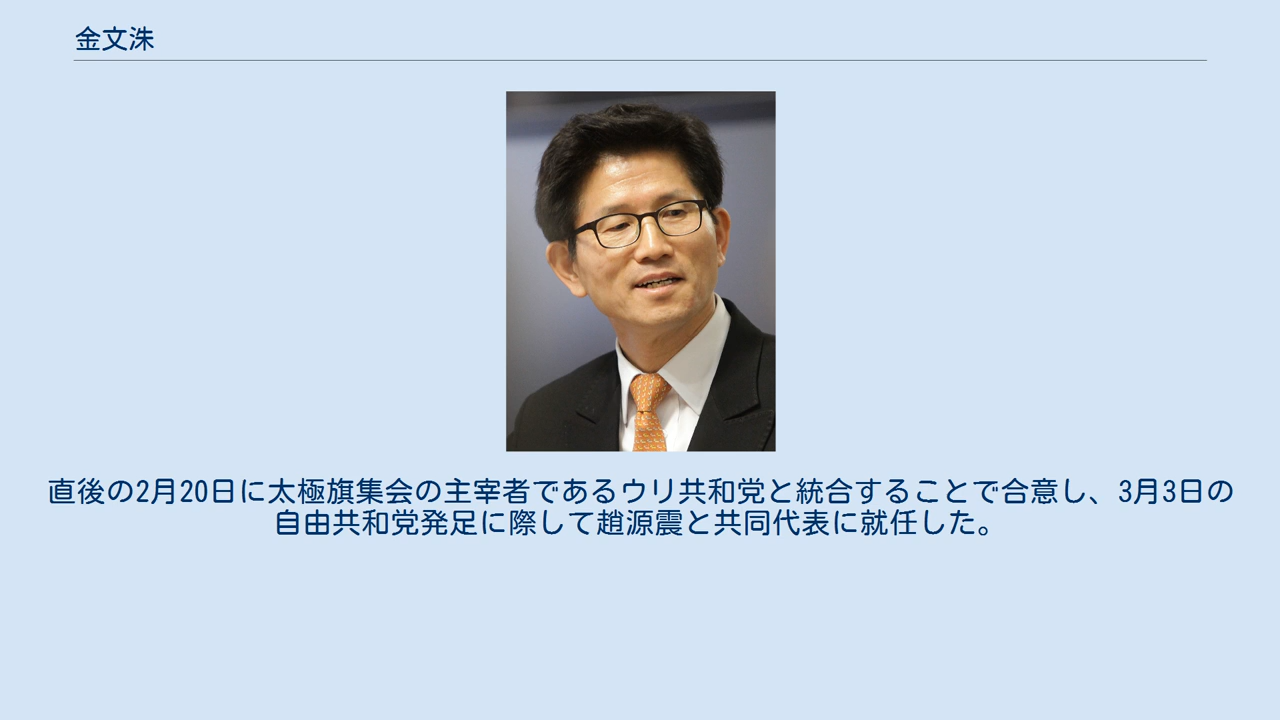 金文洙
直後の2月20日に太極旗集会の主宰者であるウリ共和党と統合することで合意し、3月3日の
自由共和党発足に際して趙源震と共同代表に就任した。